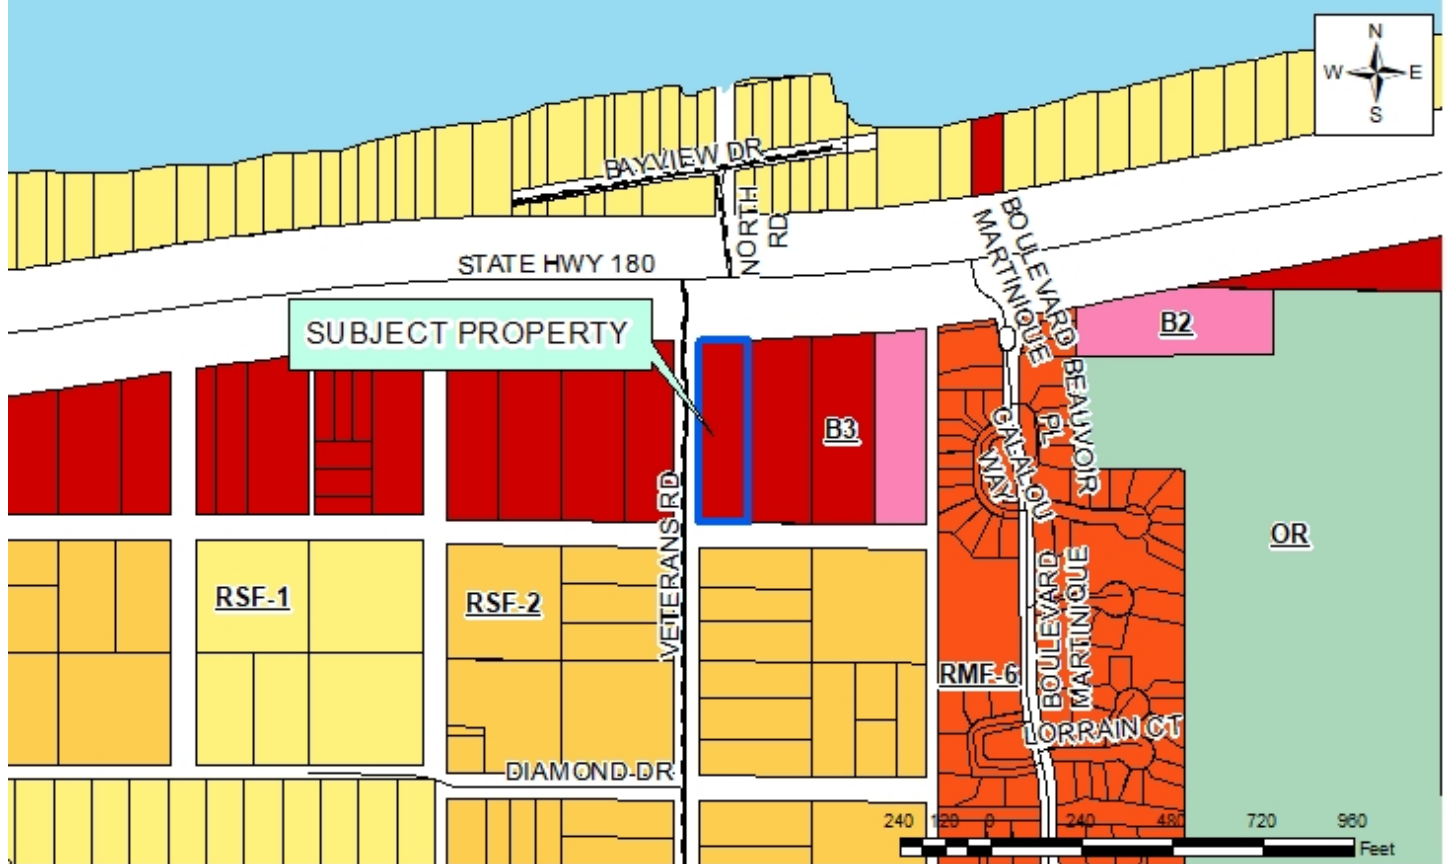 N
W E
S
BAYVIEW DR
NORTH
RD
STATE HWY 180
BOULEVARD
MARTINIQUE
BEAUVOIR
PL
SUBJECT PROPERTY
B2
B3
CALALOU
WAY
VETERANS RD
OR
RSF-1
RSF-2
BOULEVARD
MARTINIQUE
RMF-6
LORRAIN CT
DIAMOND DR
240 120 0 240 480 720 960
Feet